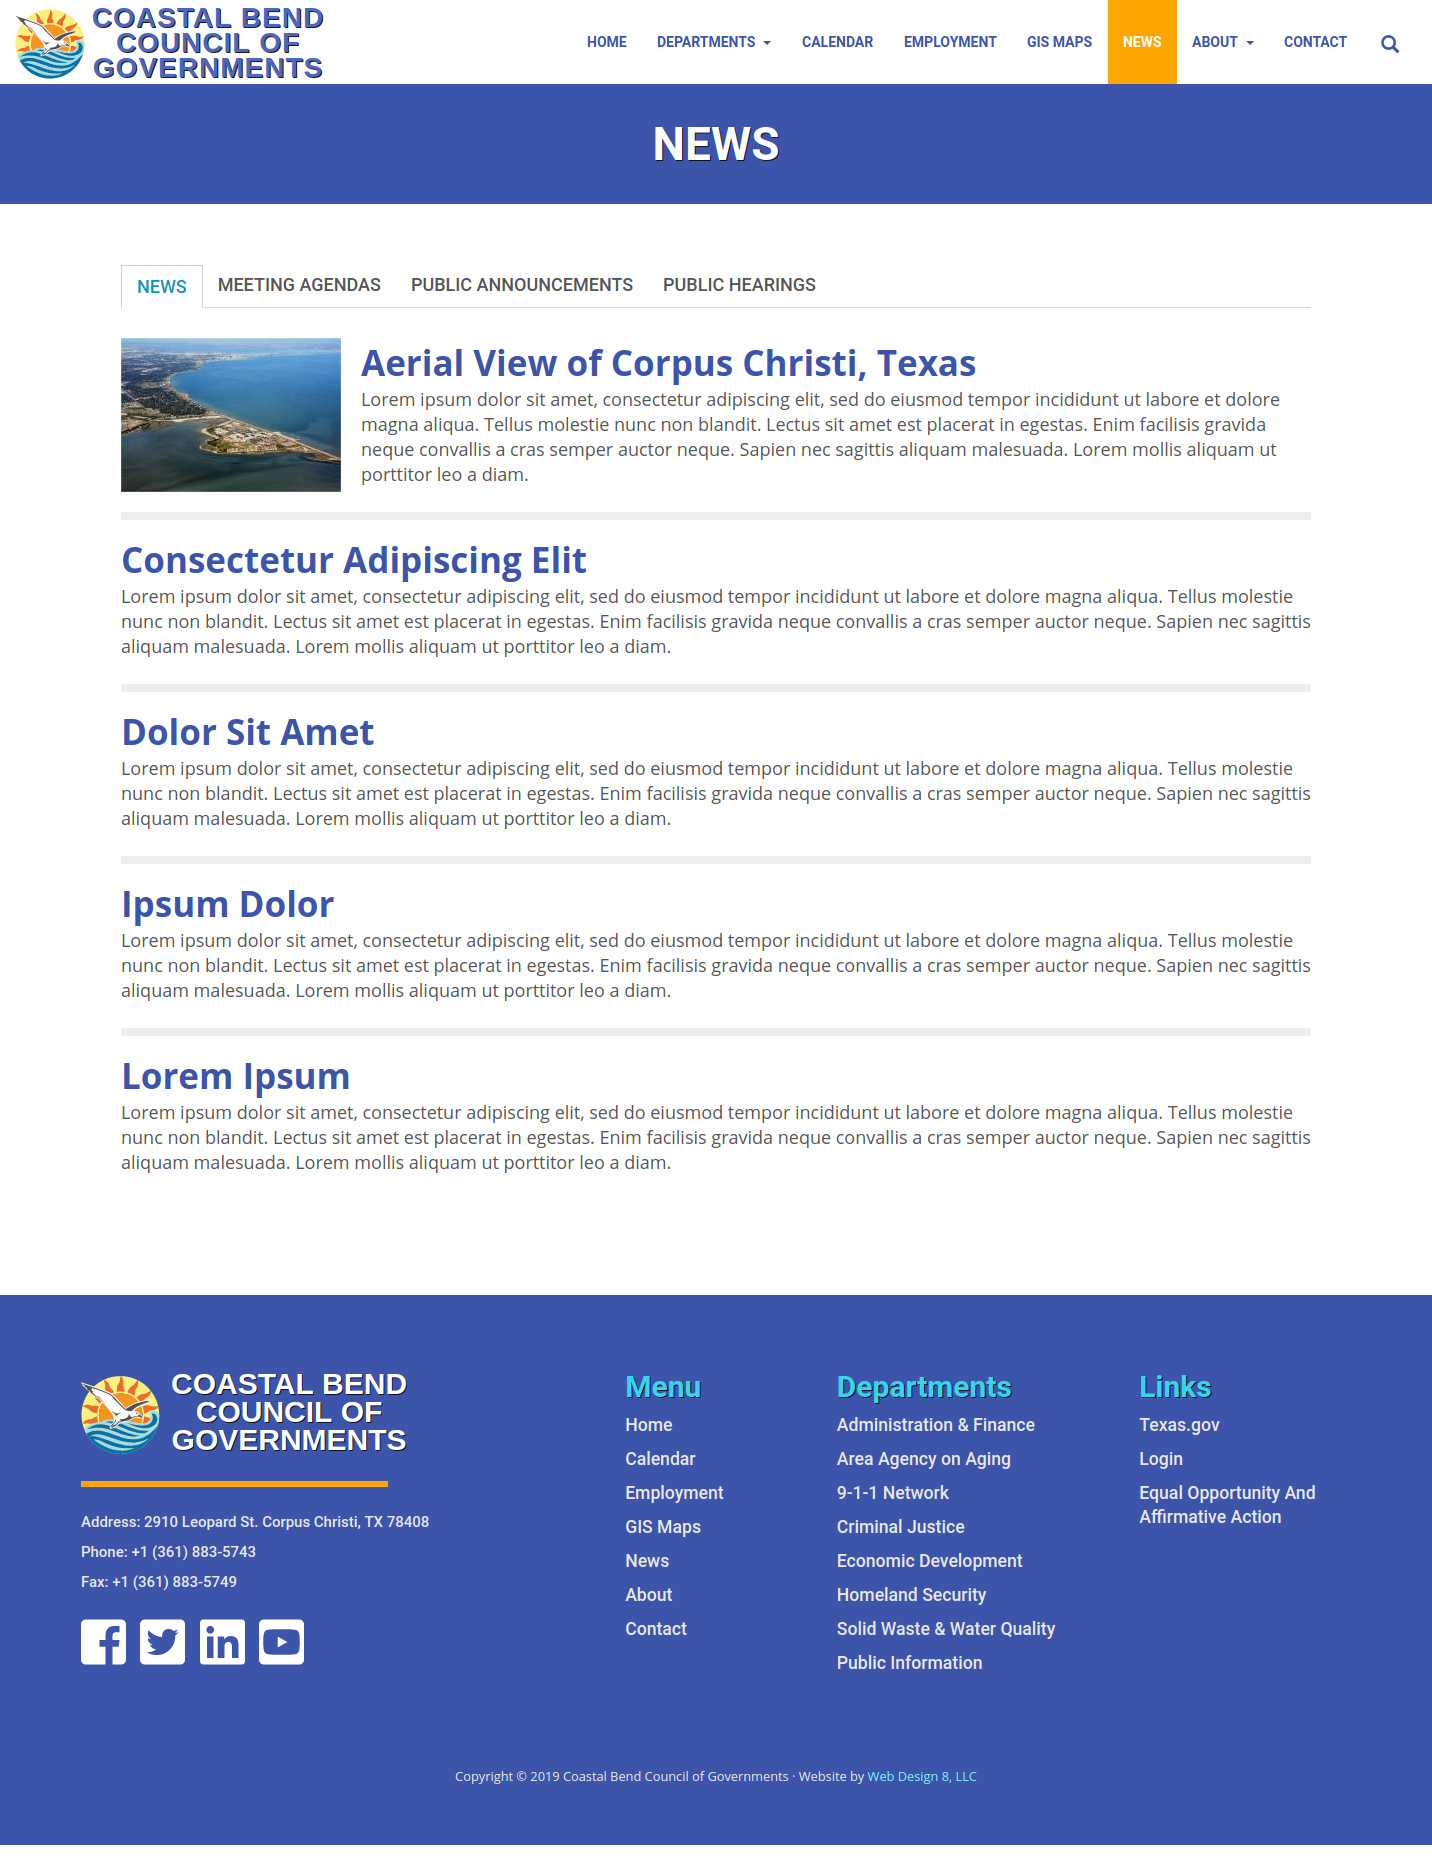 COASTAL BEND
COUNCIL OF
GOVERNMENTS
HOME DEPARTMENTS CALENDAR EMPLOYMENT GIS MAPS NEWS ABOUT CONTACT
NEWS
NEWS MEETING AGENDAS PUBLIC ANNOUNCEMENTS PUBLIC HEARINGS
Aerial View of Corpus Christi, Texas
Lorem ipsum dolor sit amet, consectetur adipiscing elit, sed do eiusmod tempor incididunt ut labore et dolore
magna aliqua. Tellus molestie nunc non blandit. Lectus sit amet est placerat in egestas. Enim facilisis gravida
neque convallis a cras semper auctor neque. Sapien nec sagittis aliquam malesuada. Lorem mollis aliquam ut
porttitor leo a diam.
Consectetur Adipiscing Elit
Lorem ipsum dolor sit amet, consectetur adipiscing elit, sed do eiusmod tempor incididunt ut labore et dolore magna aliqua. Tellus molestie
nunc non blandit. Lectus sit amet est placerat in egestas. Enim facilisis gravida neque convallis a cras semper auctor neque. Sapien nec sagittis
aliquam malesuada. Lorem mollis aliquam ut porttitor leo a diam.
Dolor Sit Amet
Lorem ipsum dolor sit amet, consectetur adipiscing elit, sed do eiusmod tempor incididunt ut labore et dolore magna aliqua. Tellus molestie
nunc non blandit. Lectus sit amet est placerat in egestas. Enim facilisis gravida neque convallis a cras semper auctor neque. Sapien nec sagittis
aliquam malesuada. Lorem mollis aliquam ut porttitor leo a diam.
Ipsum Dolor
Lorem ipsum dolor sit amet, consectetur adipiscing elit, sed do eiusmod tempor incididunt ut labore et dolore magna aliqua. Tellus molestie
nunc non blandit. Lectus sit amet est placerat in egestas. Enim facilisis gravida neque convallis a cras semper auctor neque. Sapien nec sagittis
aliquam malesuada. Lorem mollis aliquam ut porttitor leo a diam.
Lorem Ipsum
Lorem ipsum dolor sit amet, consectetur adipiscing elit, sed do eiusmod tempor incididunt ut labore et dolore magna aliqua. Tellus molestie
nunc non blandit. Lectus sit amet est placerat in egestas. Enim facilisis gravida neque convallis a cras semper auctor neque. Sapien nec sagittis
aliquam malesuada. Lorem mollis aliquam ut porttitor leo a diam.
COASTAL BEND
COUNCIL OF
GOVERNMENTS
Address: 2910 Leopard St. Corpus Christi, TX 78408
Phone: +1 (361) 883-5743
Fax: +1 (361) 883-5749
Menu
Home
Calendar
Employment
GIS Maps
News
About
Contact
Departments
Administration & Finance
Area Agency on Aging
9-1-1 Network
Criminal Justice
Economic Development
Homeland Security
Solid Waste & Water Quality
Public Information
Links
Texas.gov
Login
Equal Opportunity And
Affirmative Action
Copyright © 2019 Coastal Bend Council of Governments · Website by Web Design 8, LLC